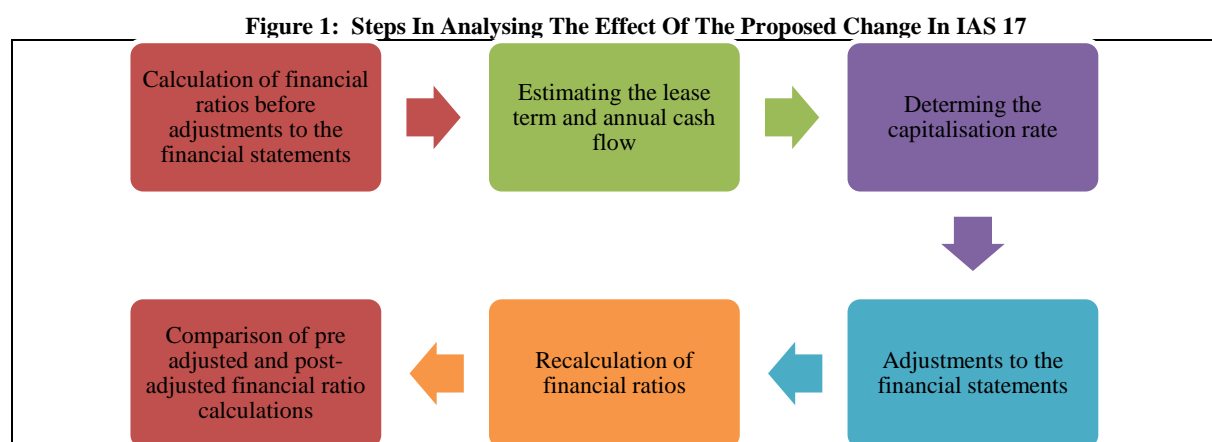 Figure 1: Steps In Analysing The Effect Of The Proposed Change In IAS 17
Calculation of financial
ratios before
adjustments to the
financial statements
Estimating the lease
term and annual cash
flow
Determing the
capitalisation rate
Adjustments to the
financial statements
Recalculation of
financial ratios
Comparison of pre
adjusted and post-
adjusted financial ratio
calculations